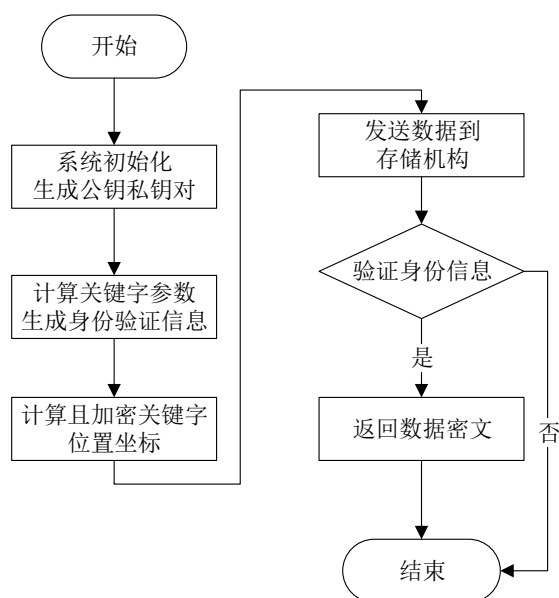 开始
系统初始化
生成公钥私钥对
计算关键字参数
生成身份验证信息
计算且加密关键字
位置坐标
发送数据到
存储机构
验证身份信息
是
否
返回数据密文
结束